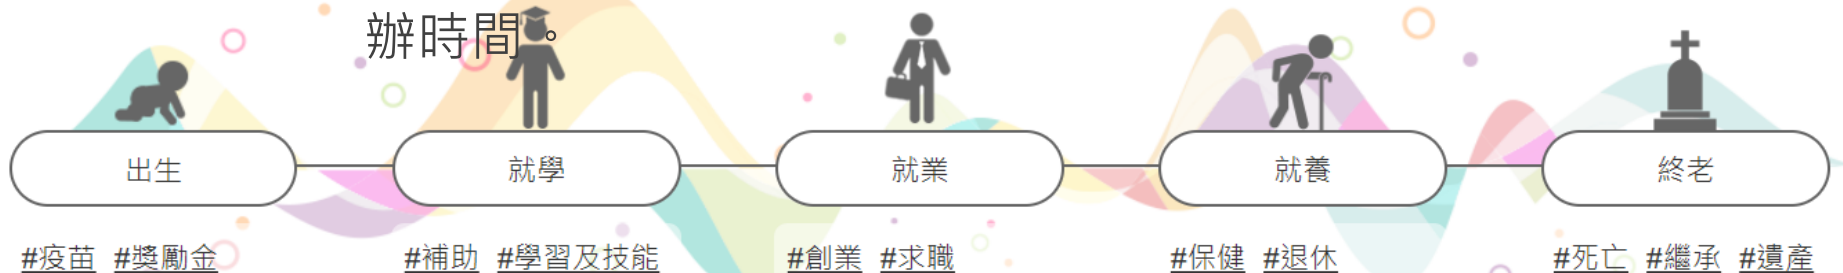 辦時間。
出生 就學 就業 就養 終老
#疫苗 #獎勵金 #補助 #學習及技能 #創業 #求職 #保健 #退休 #死亡 #繼承 #遺產